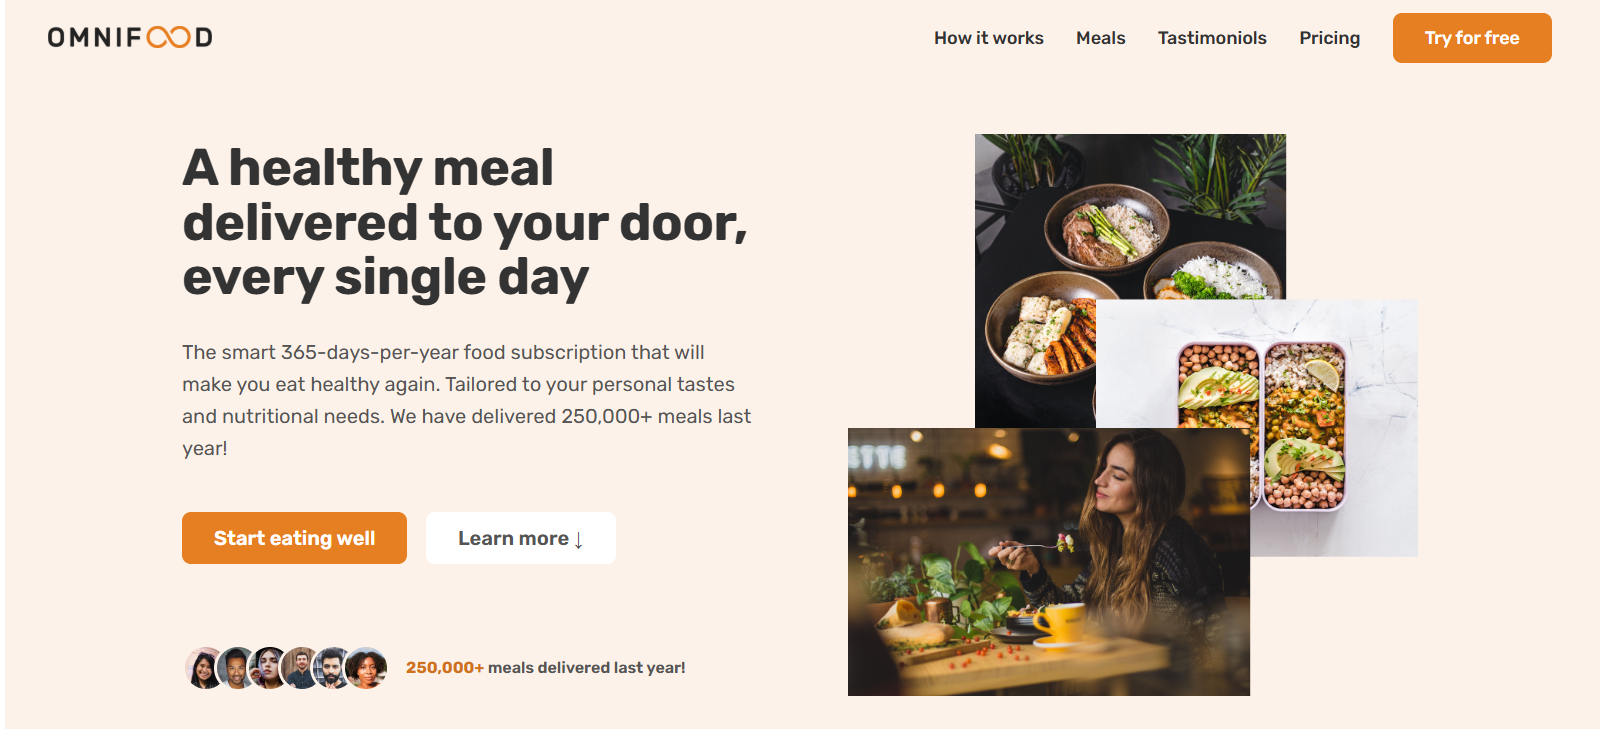 OMNIFOOD
How it works Meals Tastimoniols Pricing Try for free
A healthy meal
delivered to your door,
every single day
The smart 365-days-per-year food subscription that will
make you eat healthy again. Tailored to your personal tastes
and nutritional needs. We have delivered 250,000+ meals last
year!
Start eating well Learn more ↓
250,000+ meals delivered last year!